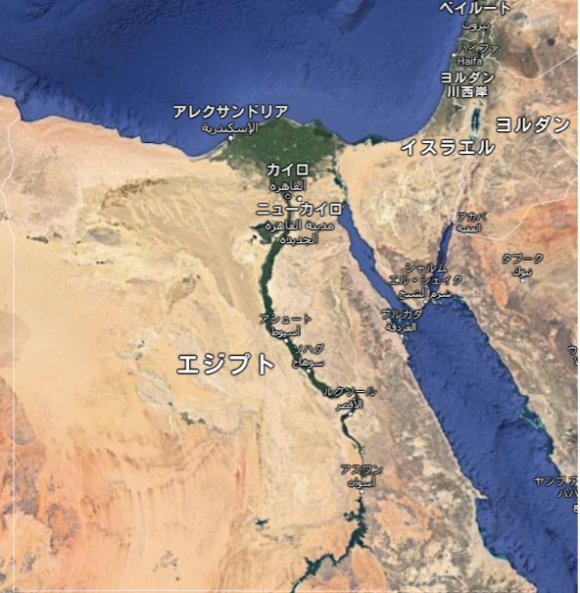 ベイルート
بيروت
ハイファ
Haifa
ヨルダン
川西岸
ヨルダン
アレクサンドリア
الإسكندرية
イスラエル
カイロ
القاهرة
ニューカイロ
مدينة القاهرة
الجديدة
アカバ
العقبة
タブーク
تبوك
シャルム
エル・シェイク
شرم الشيخ
フルガダ
الغردقة
アシュート
أسيوط
ソハグ
سوهاج
エジプト
ルクソール
الأقصر
アスワン
أسوان
ヤンブ